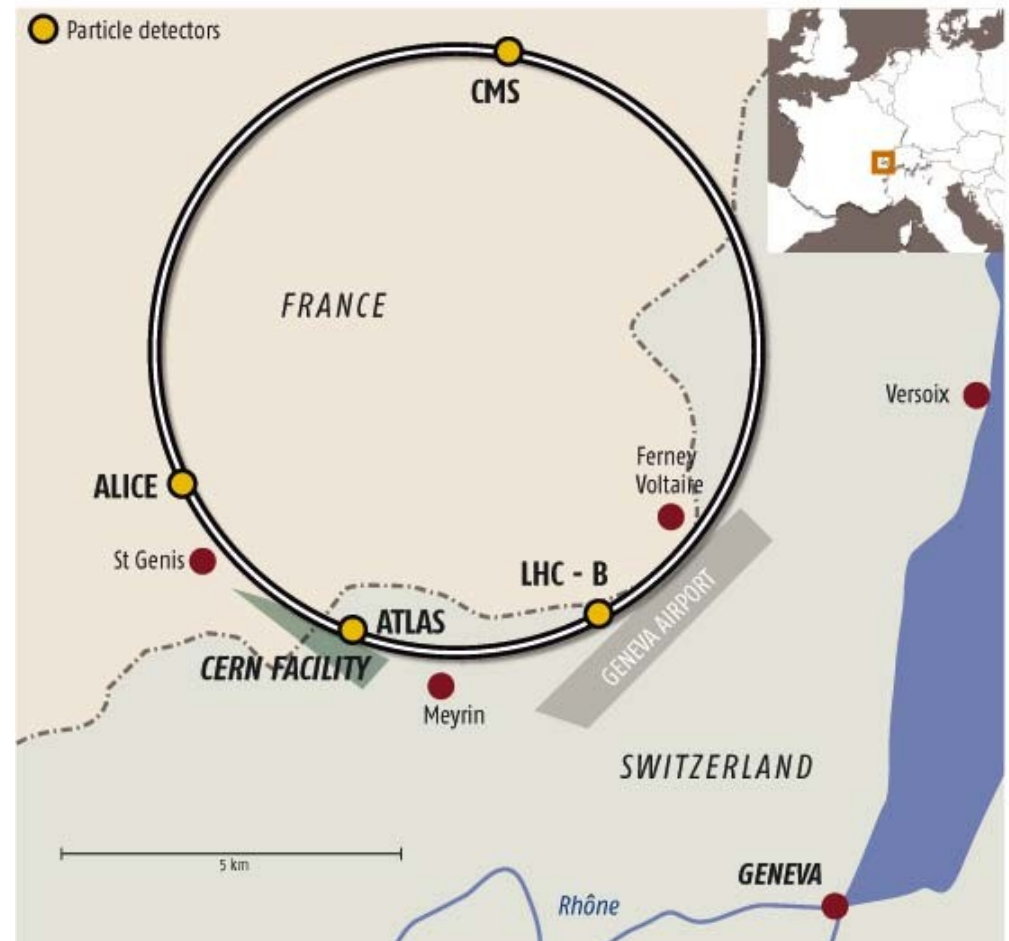 Particle detectors
CMS
FRANCE
Versoix
Ferney
Voltaire
ALICE
St Genis
LHC - B
ATLAS
GENEVA AIRPORT
CERN FACILITY
Meyrin
SWITZERLAND
5 km
GENEVA
Rhône